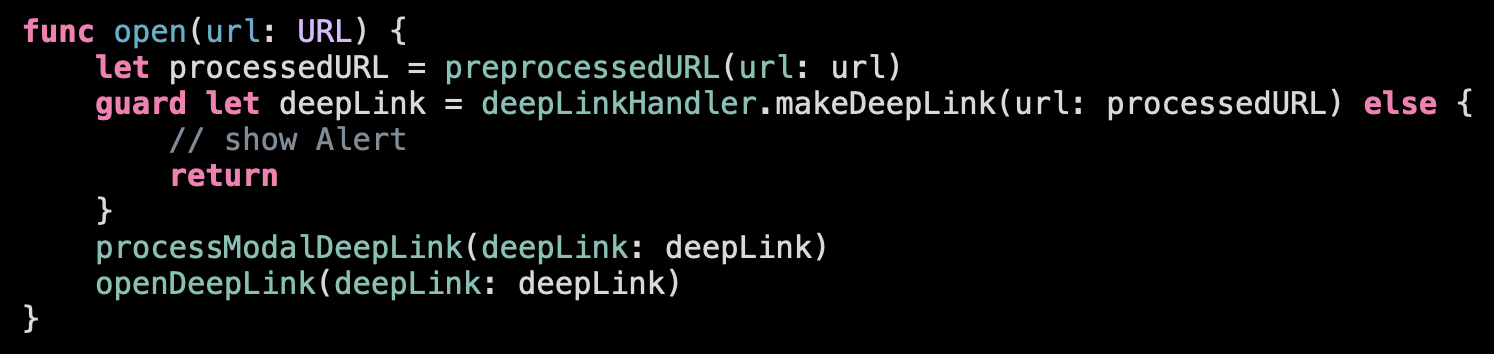 func open(url: URL) {
    let processedURL = preprocessedURL(url: url)
    guard let deepLink = deepLinkHandler.makeDeepLink(url: processedURL) else {
        // show Alert
        return
    }
    processModalDeepLink(deepLink: deepLink)
    openDeepLink(deepLink: deepLink)
}